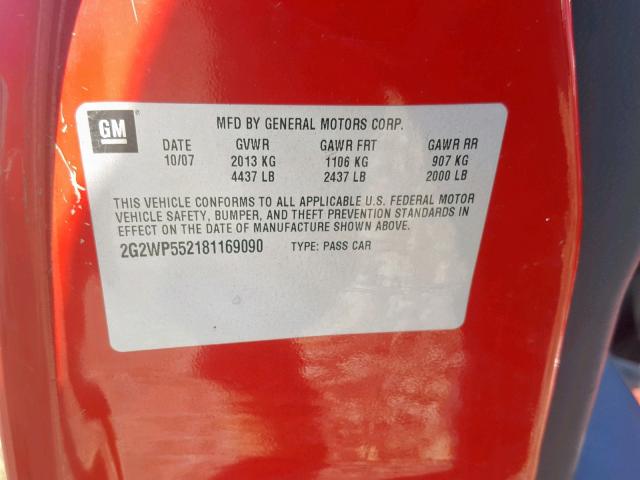 GM
MFD BY GENERAL MOTORS CORP.
DATE GVWR GAWR FRT GAWR RR
10/07 2013 KG 1106 KG 907 KG
4437 LB 2437 LB 2000 LB
THIS VEHICLE CONFORMS TO ALL APPLICABLE U.S. FEDERAL MOTOR
VEHICLE SAFETY, BUMPER, AND THEFT PREVENTION STANDARDS IN
EFFECT ON THE DATE OF MANUFACTURE SHOWN ABOVE.
2G2WP552181169090 TYPE: PASS CAR